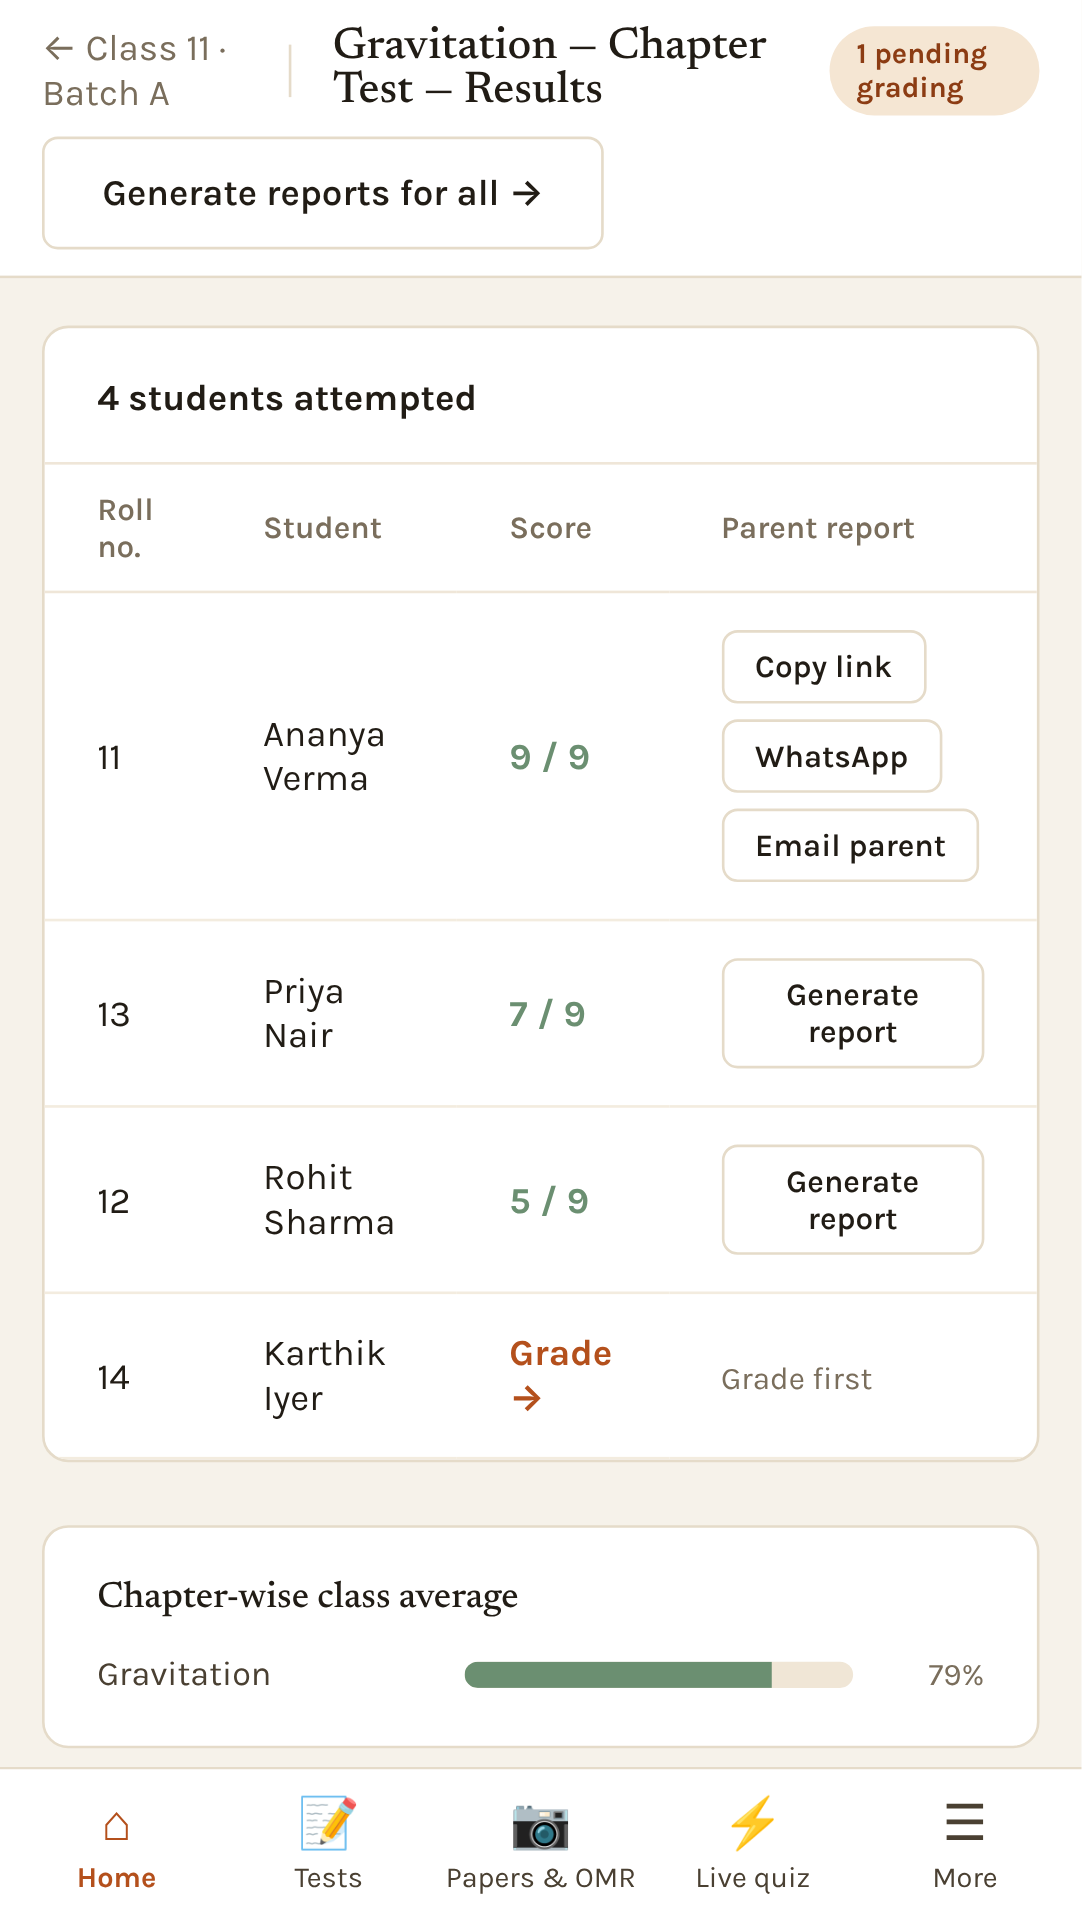 ← Class 11 ·
Batch A
Gravitation – Chapter
Test – Results
1 pending
grading
Generate reports for all →
4 students attempted
Roll
no.
Student
Score
Parent report
11
Ananya
Verma
9 / 9
Copy link
WhatsApp
Email parent
13
Priya
Nair
7 / 9
Generate
report
12
Rohit
Sharma
5 / 9
Generate
report
14
Karthik
Iyer
Grade
→
Grade first
Chapter-wise class average
Gravitation
79%
Home
Tests
Papers & OMR
Live quiz
More